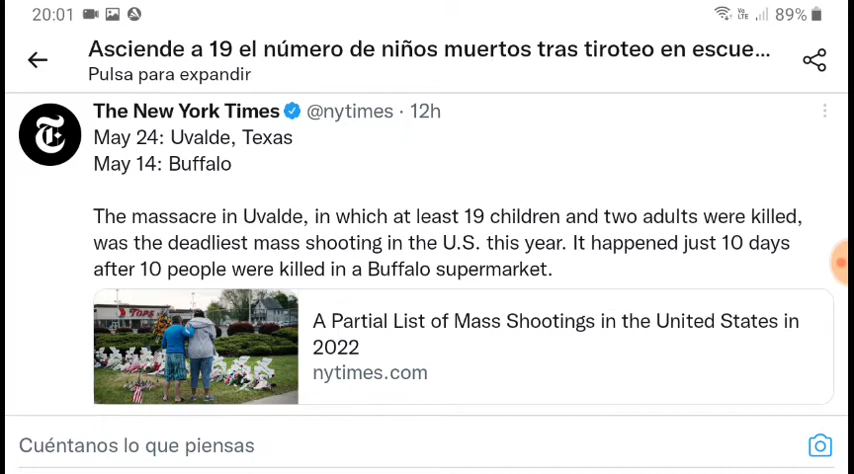 20:01
89%
Asciende a 19 el número de niños muertos tras tiroteo en escue...
Pulsa para expandir
The New York Times @nytimes · 12h
May 24: Uvalde, Texas
May 14: Buffalo
The massacre in Uvalde, in which at least 19 children and two adults were killed,
was the deadliest mass shooting in the U.S. this year. It happened just 10 days
after 10 people were killed in a Buffalo supermarket.
TOPS
A Partial List of Mass Shootings in the United States in
2022
nytimes.com
Cuéntanos lo que piensas